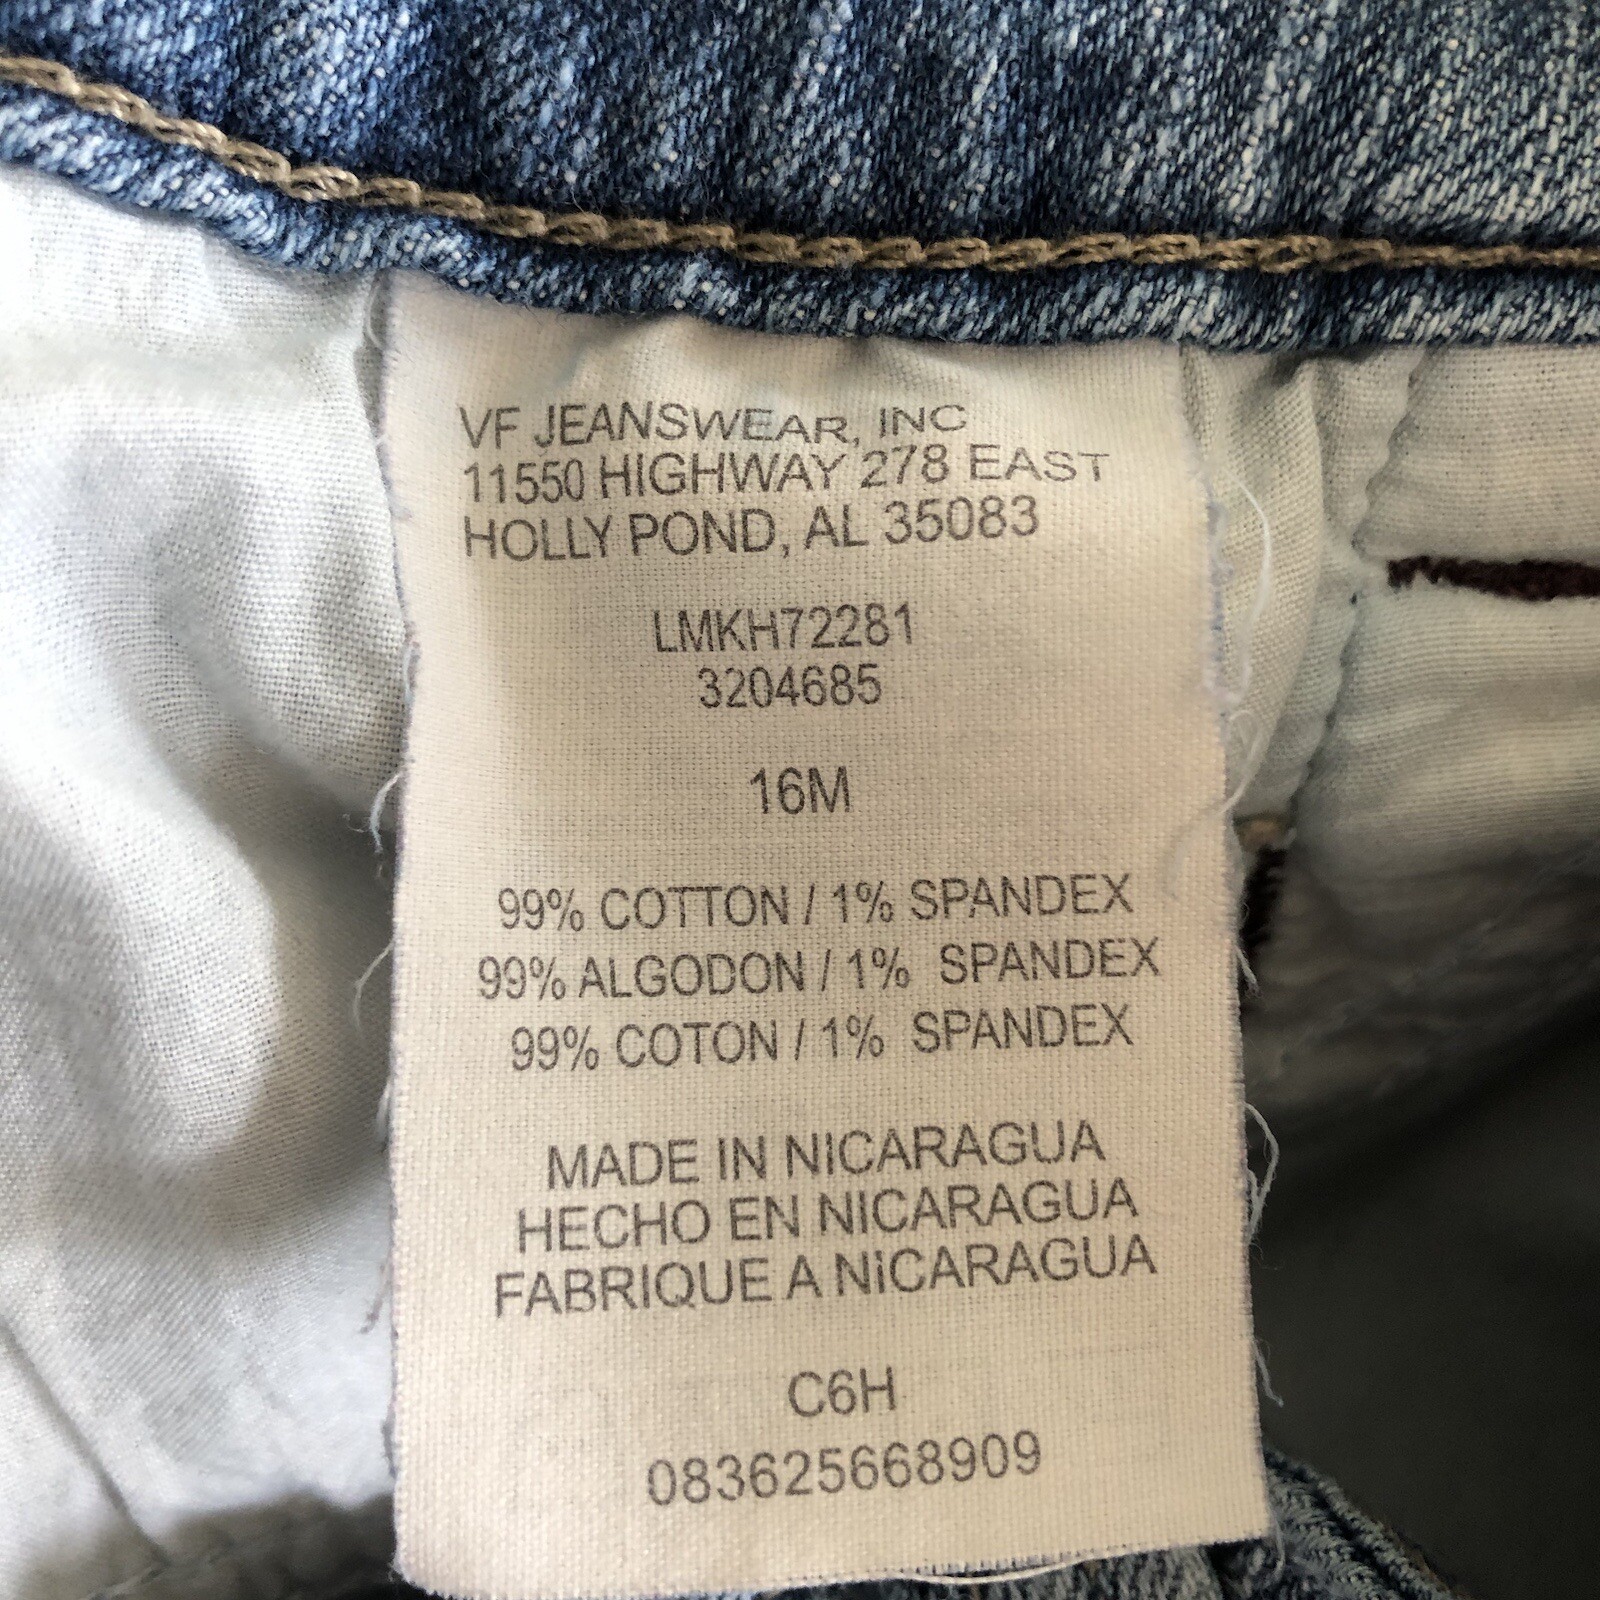 VF JEANSWEAR, INC
11550 HIGHWAY 278 EAST
HOLLY POND, AL 35083
LMKH72281
3204685
16M
99% COTTON / 1% SPANDEX
99% ALGODON / 1% SPANDEX
99% COTON / 1% SPANDEX
MADE IN NICARAGUA
HECHO EN NICARAGUA
FABRIQUE A NiCARAGUA
C6H
083625668909